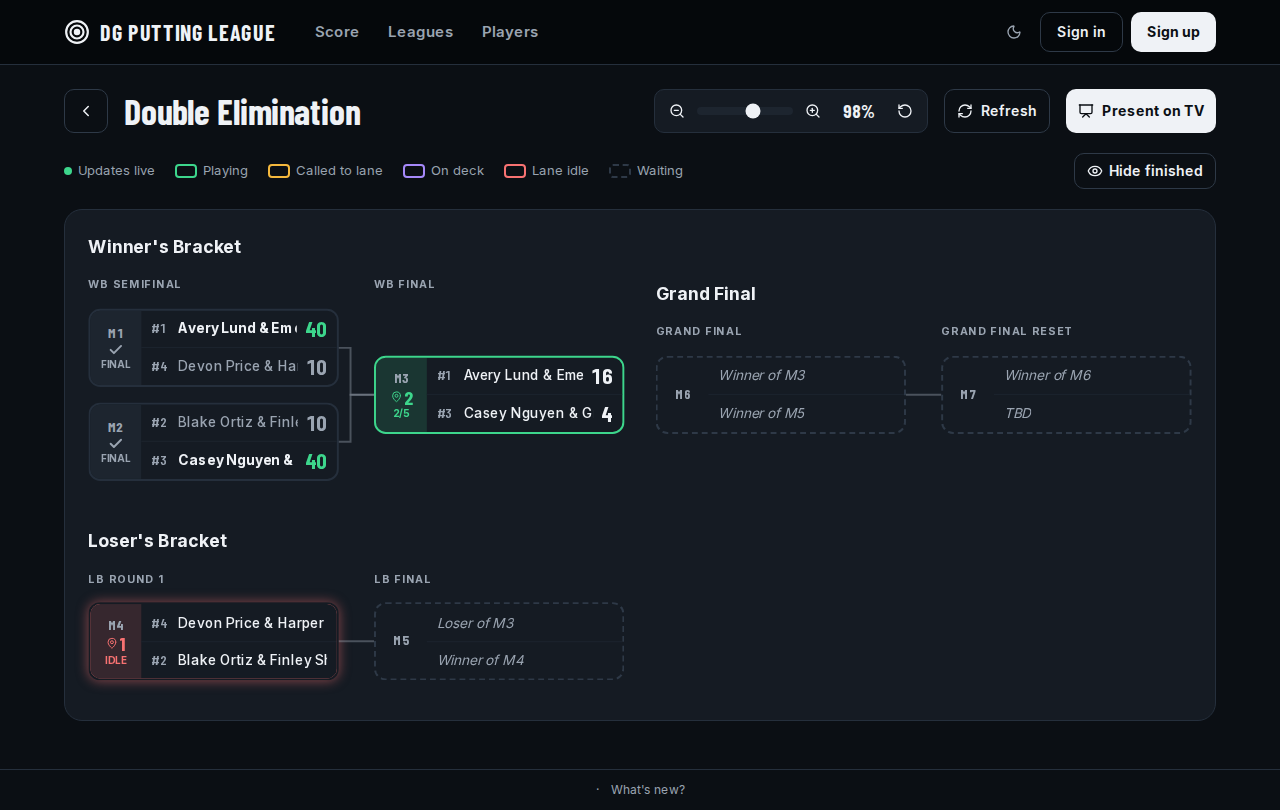 DG PUTTING LEAGUE
Score
Leagues
Players
Sign in
Sign up
Double Elimination
98%
Refresh
Present on TV
Updates live
Playing
Called to lane
On deck
Lane idle
Waiting
Hide finished
Winner's Bracket
WB SEMIFINAL
WB FINAL
M1
FINAL
#1 Avery Lund & Em 40
#4 Devon Price & Ha 10
M2
FINAL
#2 Blake Ortiz & Finl 10
#3 Casey Nguyen & 40
M3
2
2/5
#1 Avery Lund & Eme 16
#3 Casey Nguyen & G 4
Grand Final
GRAND FINAL
GRAND FINAL RESET
M6
Winner of M3
Winner of M5
M7
Winner of M6
TBD
Loser's Bracket
LB ROUND 1
LB FINAL
M4
1
IDLE
#4 Devon Price & Harper
#2 Blake Ortiz & Finley Sh
M5
Loser of M3
Winner of M4
· What's new?